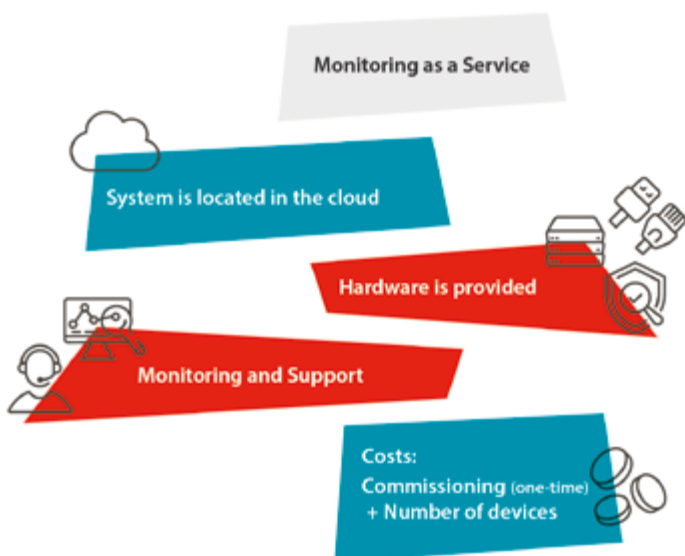 Monitoring as a Service
System is located in the cloud
Hardware is provided
Monitoring and Support
Costs:
Commissioning (one-time)
+ Number of devices